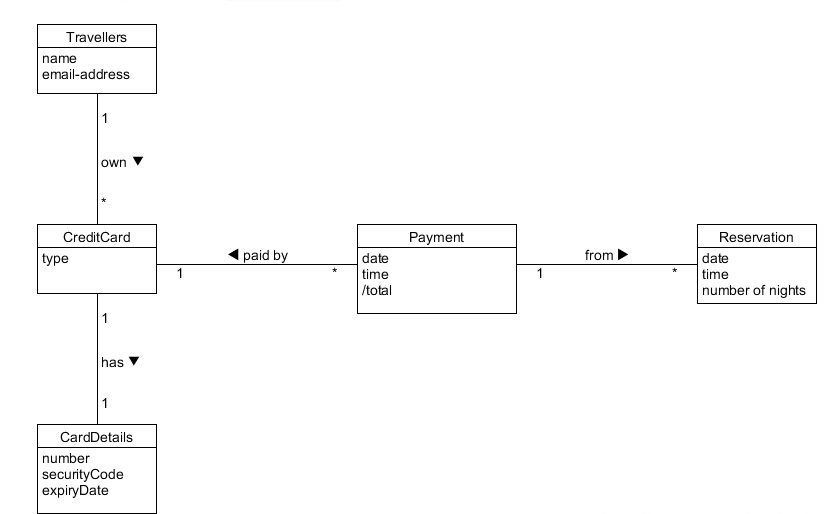 Travellers
name
email-address
1
own ▼
*
CreditCard
type
◀ paid by
1
*
Payment
date
time
/total
from ▶
1
*
Reservation
date
time
number of nights
1
has ▼
1
CardDetails
number
securityCode
expiryDate